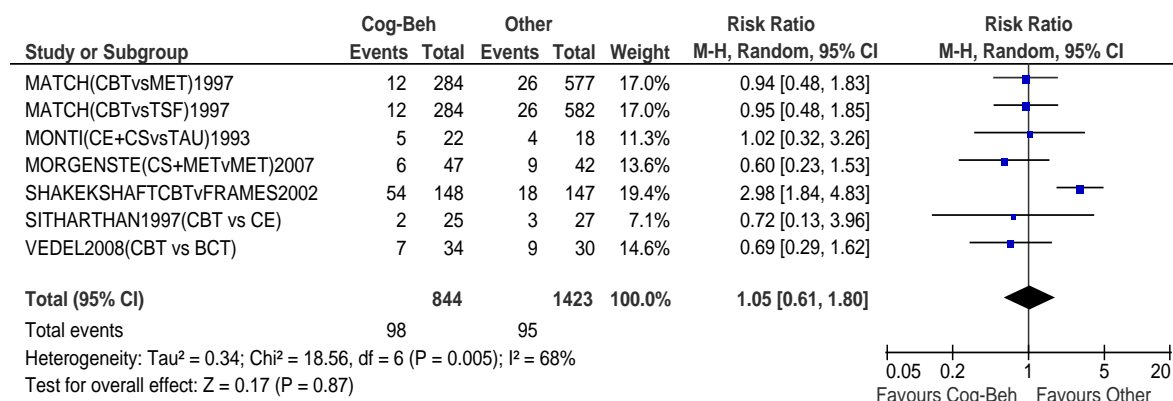 Cog-Beh Other Risk Ratio Risk Ratio
Study or Subgroup Events Total Events Total Weight M-H, Random, 95% CI M-H, Random, 95% CI
MATCH(CBTvsMET)1997 12 284 26 577 17.0% 0.94 [0.48, 1.83]
MATCH(CBTvsTSF)1997 12 284 26 582 17.0% 0.95 [0.48, 1.85]
MONTI(CE+CSvsTAU)1993 5 22 4 18 11.3% 1.02 [0.32, 3.26]
MORGENSTE(CS+METvMET)2007 6 47 9 42 13.6% 0.60 [0.23, 1.53]
SHAKEKSHAFTCBTvFRAMES2002 54 148 18 147 19.4% 2.98 [1.84, 4.83]
SITHARTHAN1997(CBT vs CE) 2 25 3 27 7.1% 0.72 [0.13, 3.96]
VEDEL2008(CBT vs BCT) 7 34 9 30 14.6% 0.69 [0.29, 1.62]
Total (95% CI) 844 1423 100.0% 1.05 [0.61, 1.80]
Total events 98 95
Heterogeneity: Tau² = 0.34; Chi² = 18.56, df = 6 (P = 0.005); I² = 68%
Test for overall effect: Z = 0.17 (P = 0.87)
0.05 0.2 1 5 20
Favours Cog-Beh Favours Other